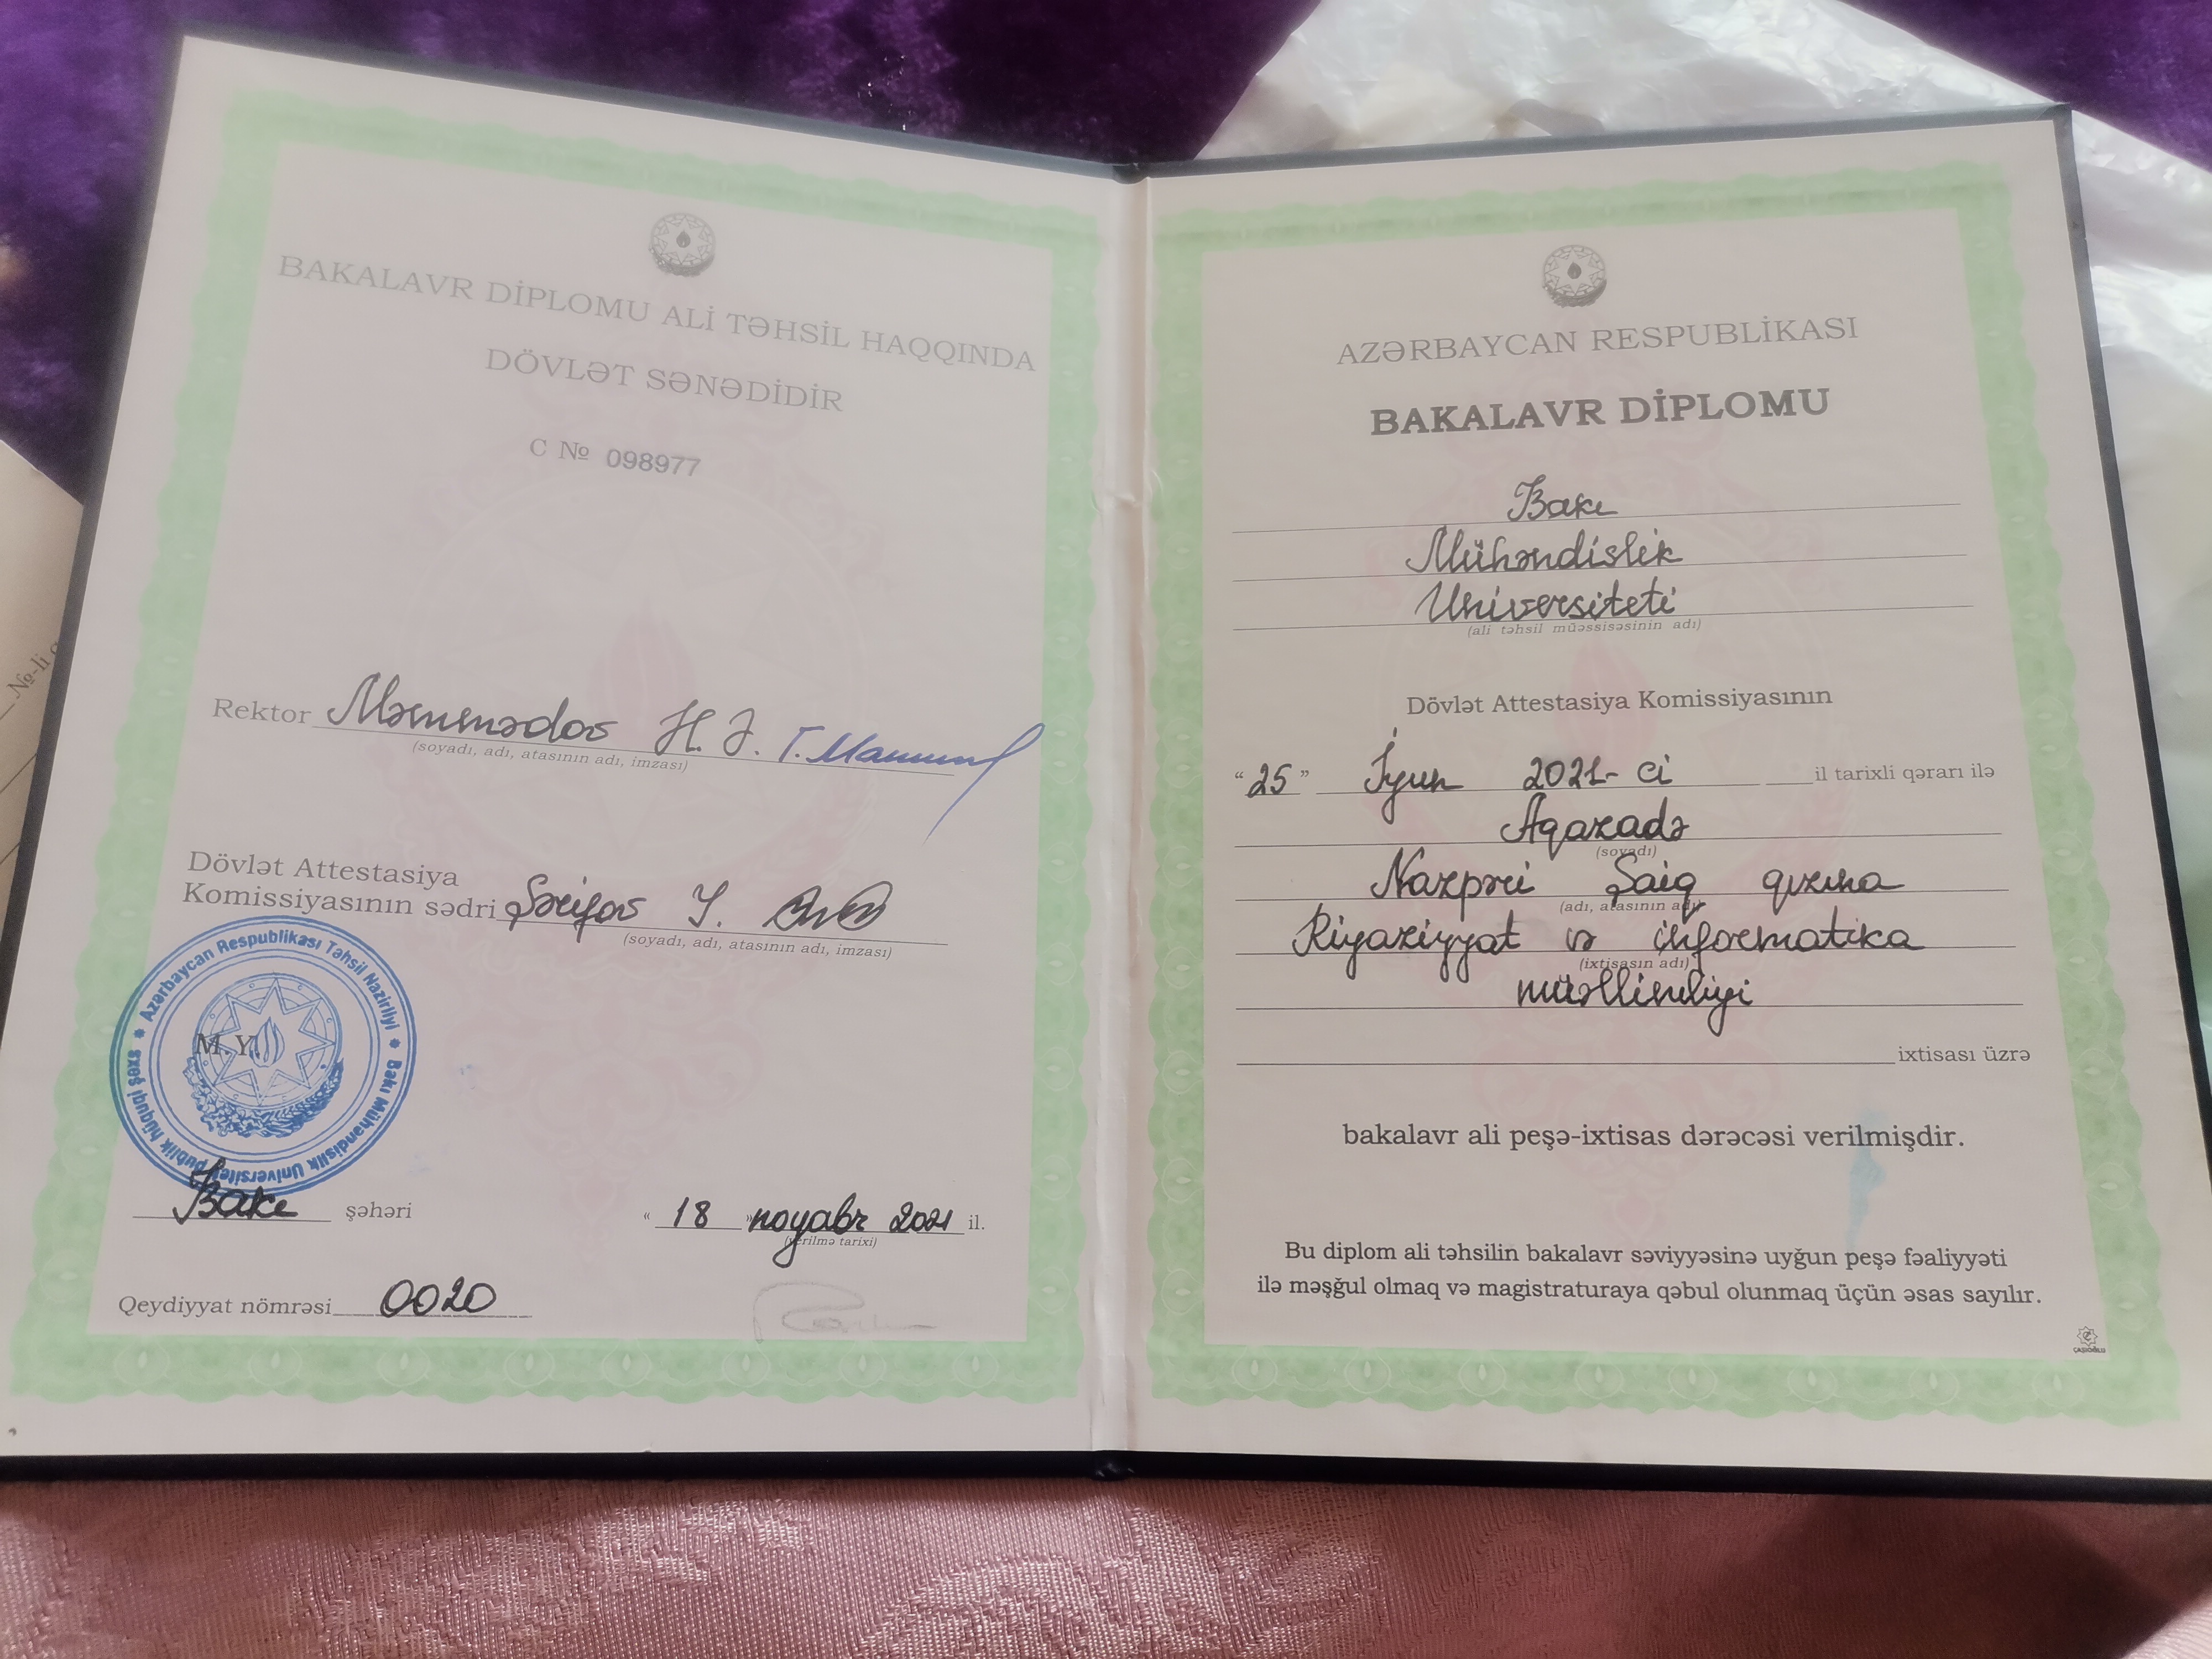 BAKALAVR DİPLOMU ALİ TƏHSİL HAQQINDA
DÖVLƏT SƏNƏDİDİR
C № 098977
Rektor Məmmədov H. Ə.
(soyadı, adı, atasının adı, imzası)
Dövlət Attestasiya
Komissiyasının sədri Şərifov Y.
(soyadı, adı, atasının adı, imzası)
Azərbaycan Respublikası Təhsil Nazirliyi * Bakı Mühəndislik Universiteti publik hüquqi şəxs *
M.Y.
Bakı şəhəri
"18" noyabr 2021 il.
(verilmə tarixi)
Qeydiyyat nömrəsi 0020
AZƏRBAYCAN RESPUBLİKASI
BAKALAVR DİPLOMU
Bakı
Mühəndislik
Universiteti
(ali təhsil müəssisəsinin adı)
Dövlət Attestasiya Komissiyasının
"25" İyun 2021-ci il tarixli qərarı ilə
Ağazadə
(soyadı)
Nazpəri Şaiq qızına
(adı, atasının adı)
Riyaziyyat və informatika
(ixtisasın adı)
müəllimliyi
ixtisası üzrə
bakalavr ali peşə-ixtisas dərəcəsi verilmişdir.
Bu diplom ali təhsilin bakalavr səviyyəsinə uyğun peşə fəaliyyəti
ilə məşğul olmaq və magistraturaya qəbul olunmaq üçün əsas sayılır.
ÇAŞIOĞLU
№-li